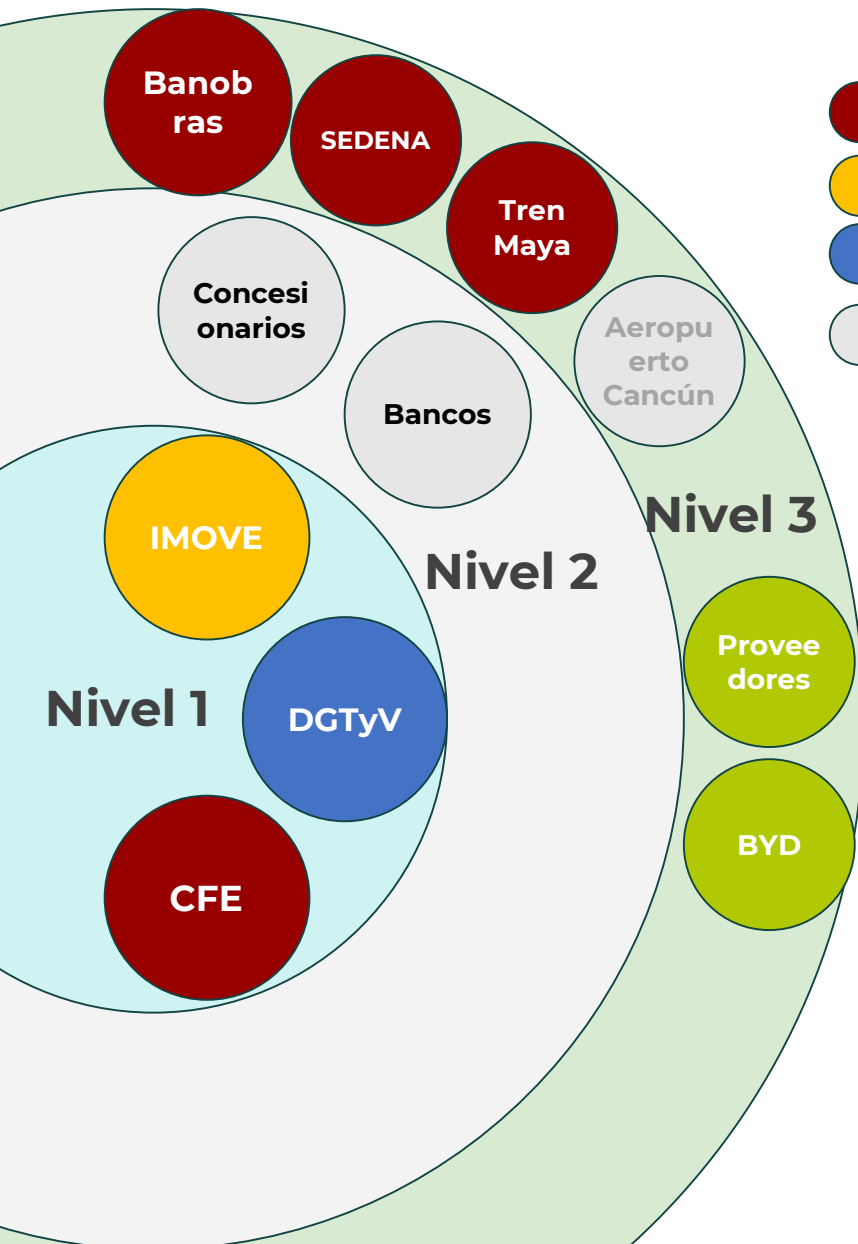 Banob
ras
SEDENA
Tren
Maya
Concesi
onarios
Aeropu
erto
Cancún
Bancos
Nivel 3
IMOVE
Nivel 2
Provee
dores
Nivel 1
DGTyV
BYD
CFE